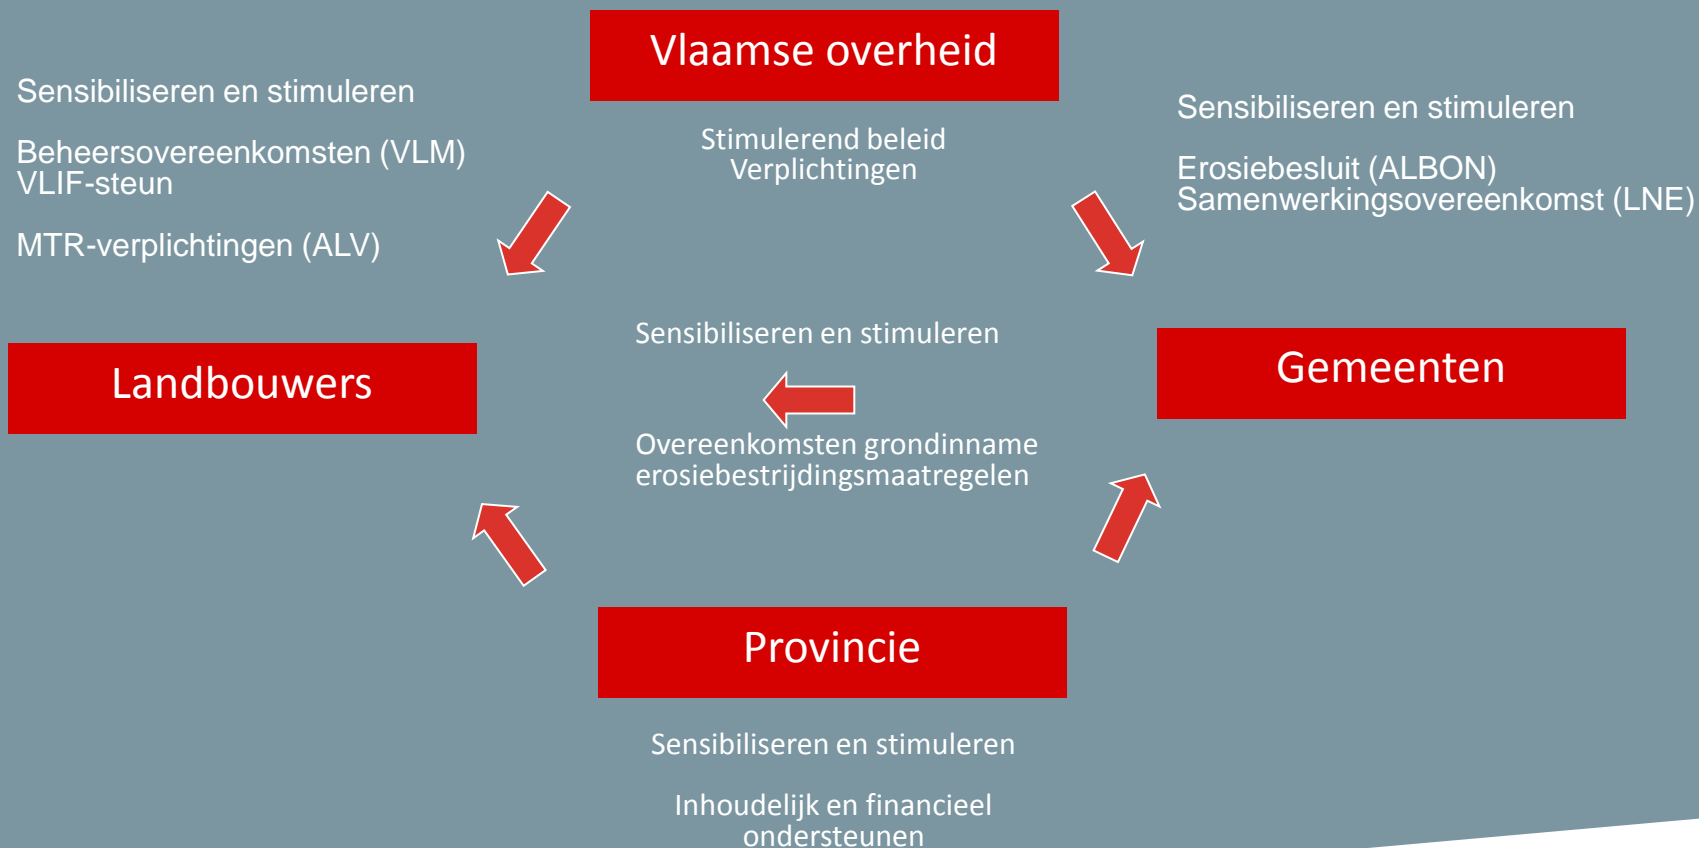 Vlaamse overheid
Stimulerend beleid
Verplichtingen
Sensibiliseren en stimuleren
Beheersovereenkomsten (VLM)
VLIF-steun
MTR-verplichtingen (ALV)
Sensibiliseren en stimuleren
Erosiebesluit (ALBON)
Samenwerkingsovereenkomst (LNE)
Landbouwers
Sensibiliseren en stimuleren
Overeenkomsten grondinname
erosiebestrijdingsmaatregelen
Gemeenten
Provincie
Sensibiliseren en stimuleren
Inhoudelijk en financieel
ondersteunen